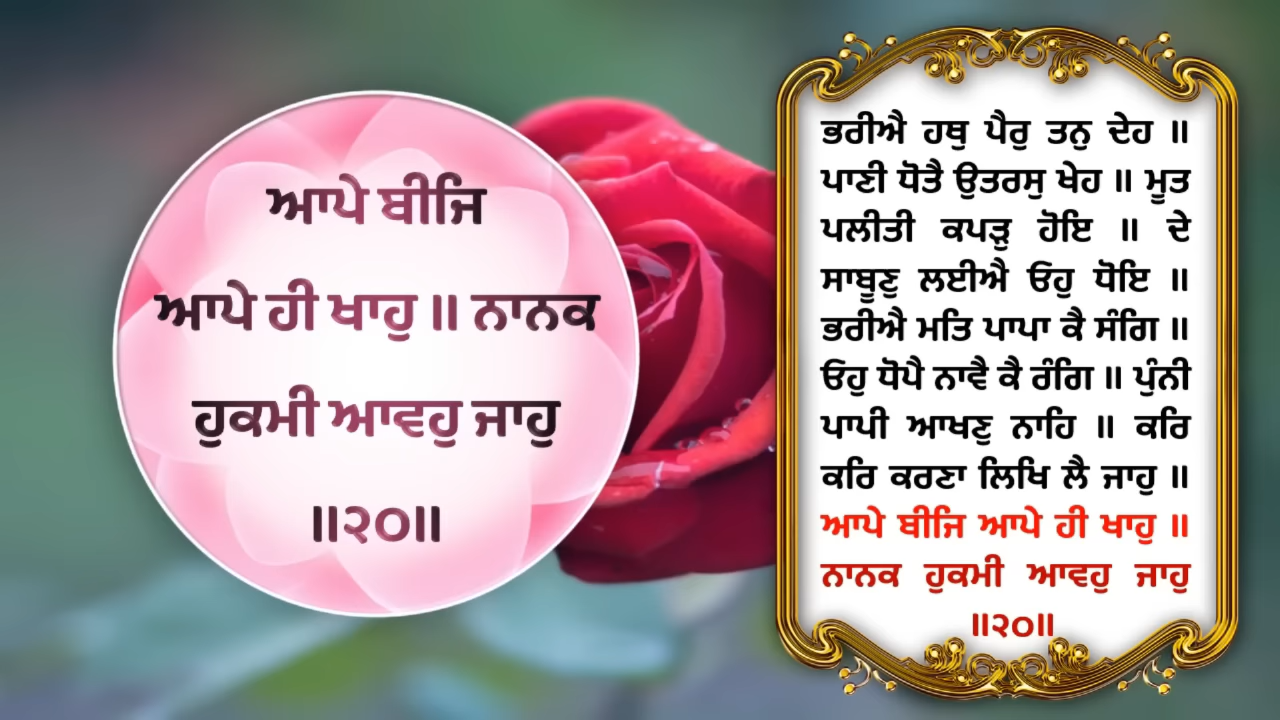 ਆਪੇ ਬੀਜਿ
ਆਪੇ ਹੀ ਖਾਹੁ ॥ ਨਾਨਕ
ਹੁਕਮੀ ਆਵਹੁ ਜਾਹੁ
॥੨੦॥
ਭਰੀਐ ਹਥੁ ਪੈਰੁ ਤਨੁ ਦੇਹ ॥
ਪਾਣੀ ਧੋਤੈ ਉਤਰਸੁ ਖੇਹ ॥ ਮੂਤ
ਪਲੀਤੀ ਕਪੜੁ ਹੋਇ ॥ ਦੇ
ਸਾਬੂਣੁ ਲਈਐ ਓਹੁ ਧੋਇ ॥
ਭਰੀਐ ਮਤਿ ਪਾਪਾ ਕੈ ਸੰਗਿ ॥
ਓਹੁ ਧੋਪੈ ਨਾਵੈ ਕੈ ਰੰਗਿ ॥ ਪੁੰਨੀ
ਪਾਪੀ ਆਖਣੁ ਨਾਹਿ ॥ ਕਰਿ
ਕਰਿ ਕਰਣਾ ਲਿਖਿ ਲੈ ਜਾਹੁ ॥
ਆਪੇ ਬੀਜਿ ਆਪੇ ਹੀ ਖਾਹੁ ॥
ਨਾਨਕ ਹੁਕਮੀ ਆਵਹੁ ਜਾਹੁ
॥੨੦॥